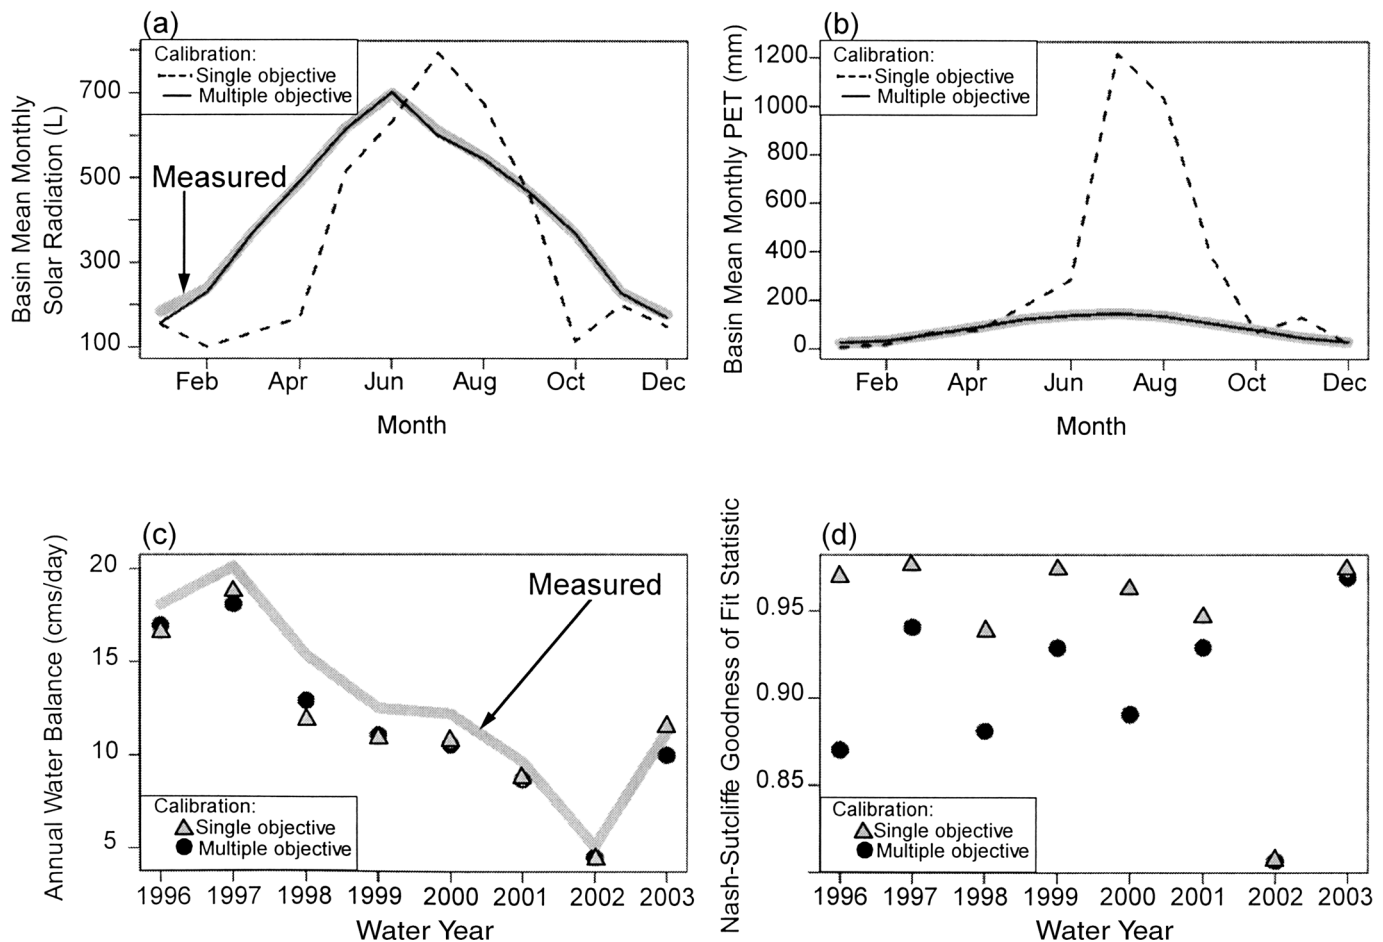 (a)
Calibration:
Single objective
Multiple objective
700
500
300
100
Measured
Basin Mean Monthly
Solar Radiation (L)
Feb Apr Jun Aug Oct Dec
Month
(b)
Calibration:
Single objective
Multiple objective
1200
1000
800
600
400
200
0
Basin Mean Monthly PET (mm)
Feb Apr Jun Aug Oct Dec
Month
(c)
20
15
10
5
Measured
Annual Water Balance (cms/day)
Calibration:
Single objective
Multiple objective
1996 1997 1998 1999 2000 2001 2002 2003
Water Year
(d)
0.95
0.90
0.85
Nash-Sutcliffe Goodness of Fit Statistic
Calibration:
Single objective
Multiple objective
1996 1997 1998 1999 2000 2001 2002 2003
Water Year